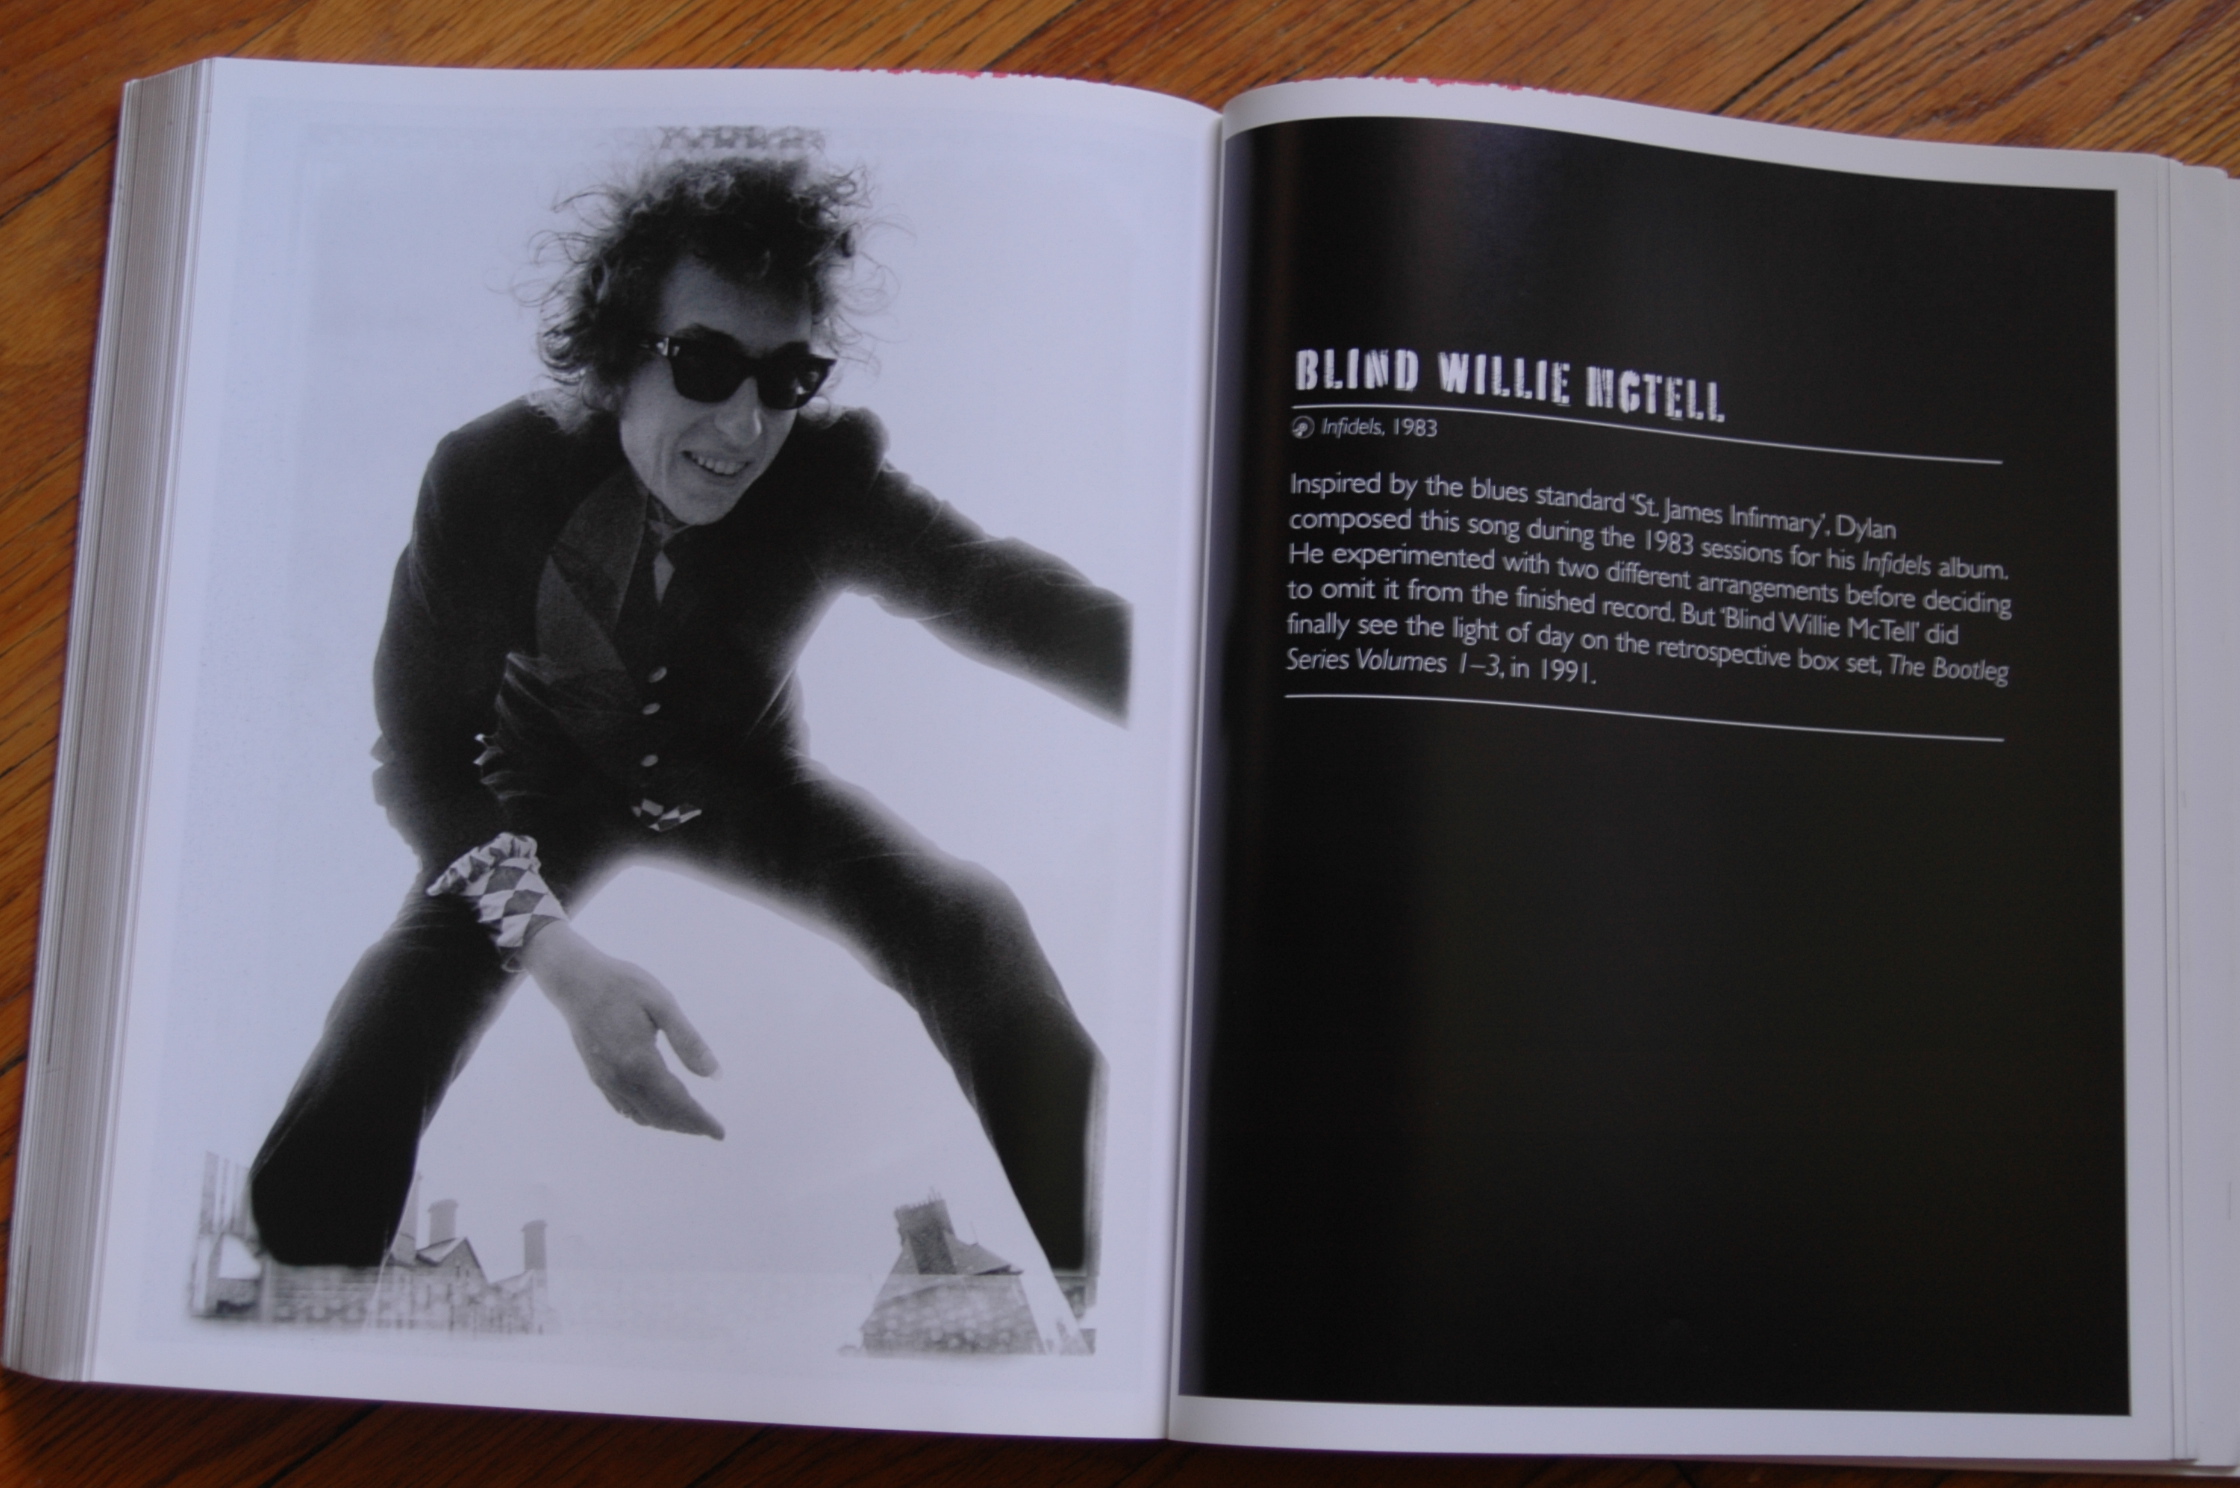 BLIND WILLIE MCTELL
Infidels, 1983
Inspired by the blues standard ‘St. James Infirmary’, Dylan
composed this song during the 1983 sessions for his Infidels album.
He experimented with two different arrangements before deciding
to omit it from the finished record. But ‘Blind Willie McTell’ did
finally see the light of day on the retrospective box set, The Bootleg
Series Volumes 1–3, in 1991.